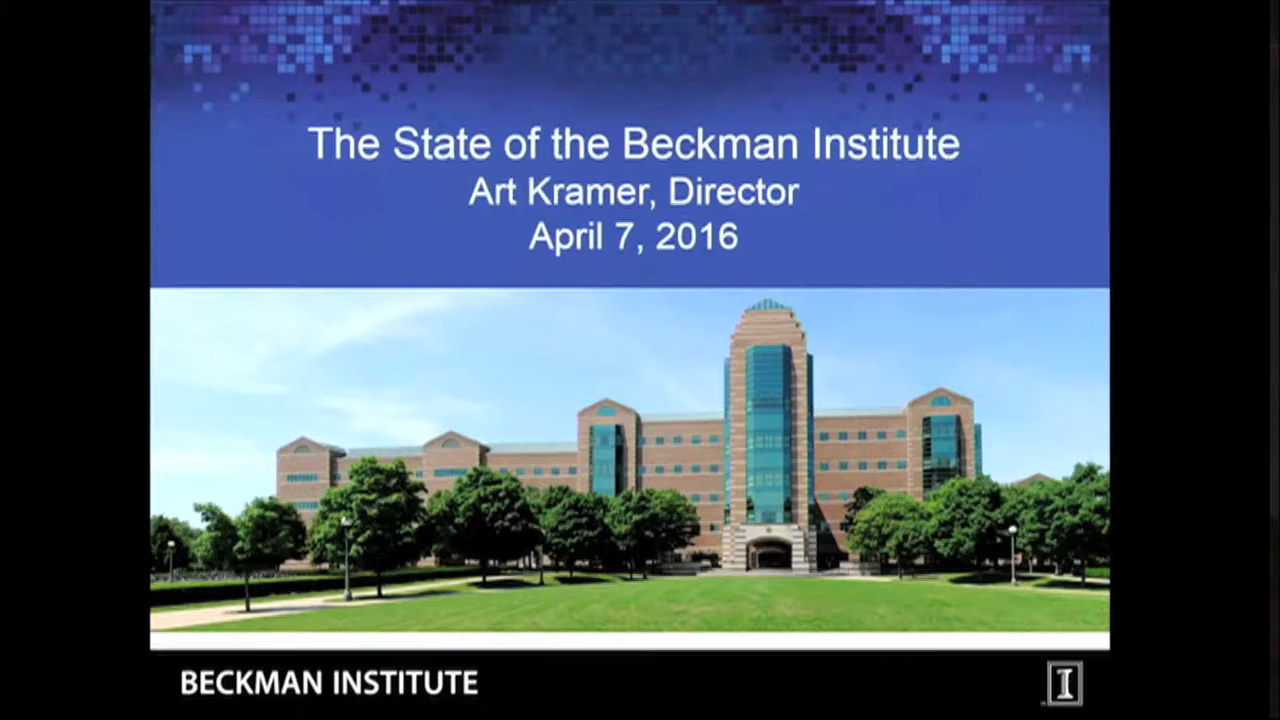 The State of the Beckman Institute
Art Kramer, Director
April 7, 2016
BECKMAN INSTITUTE
I